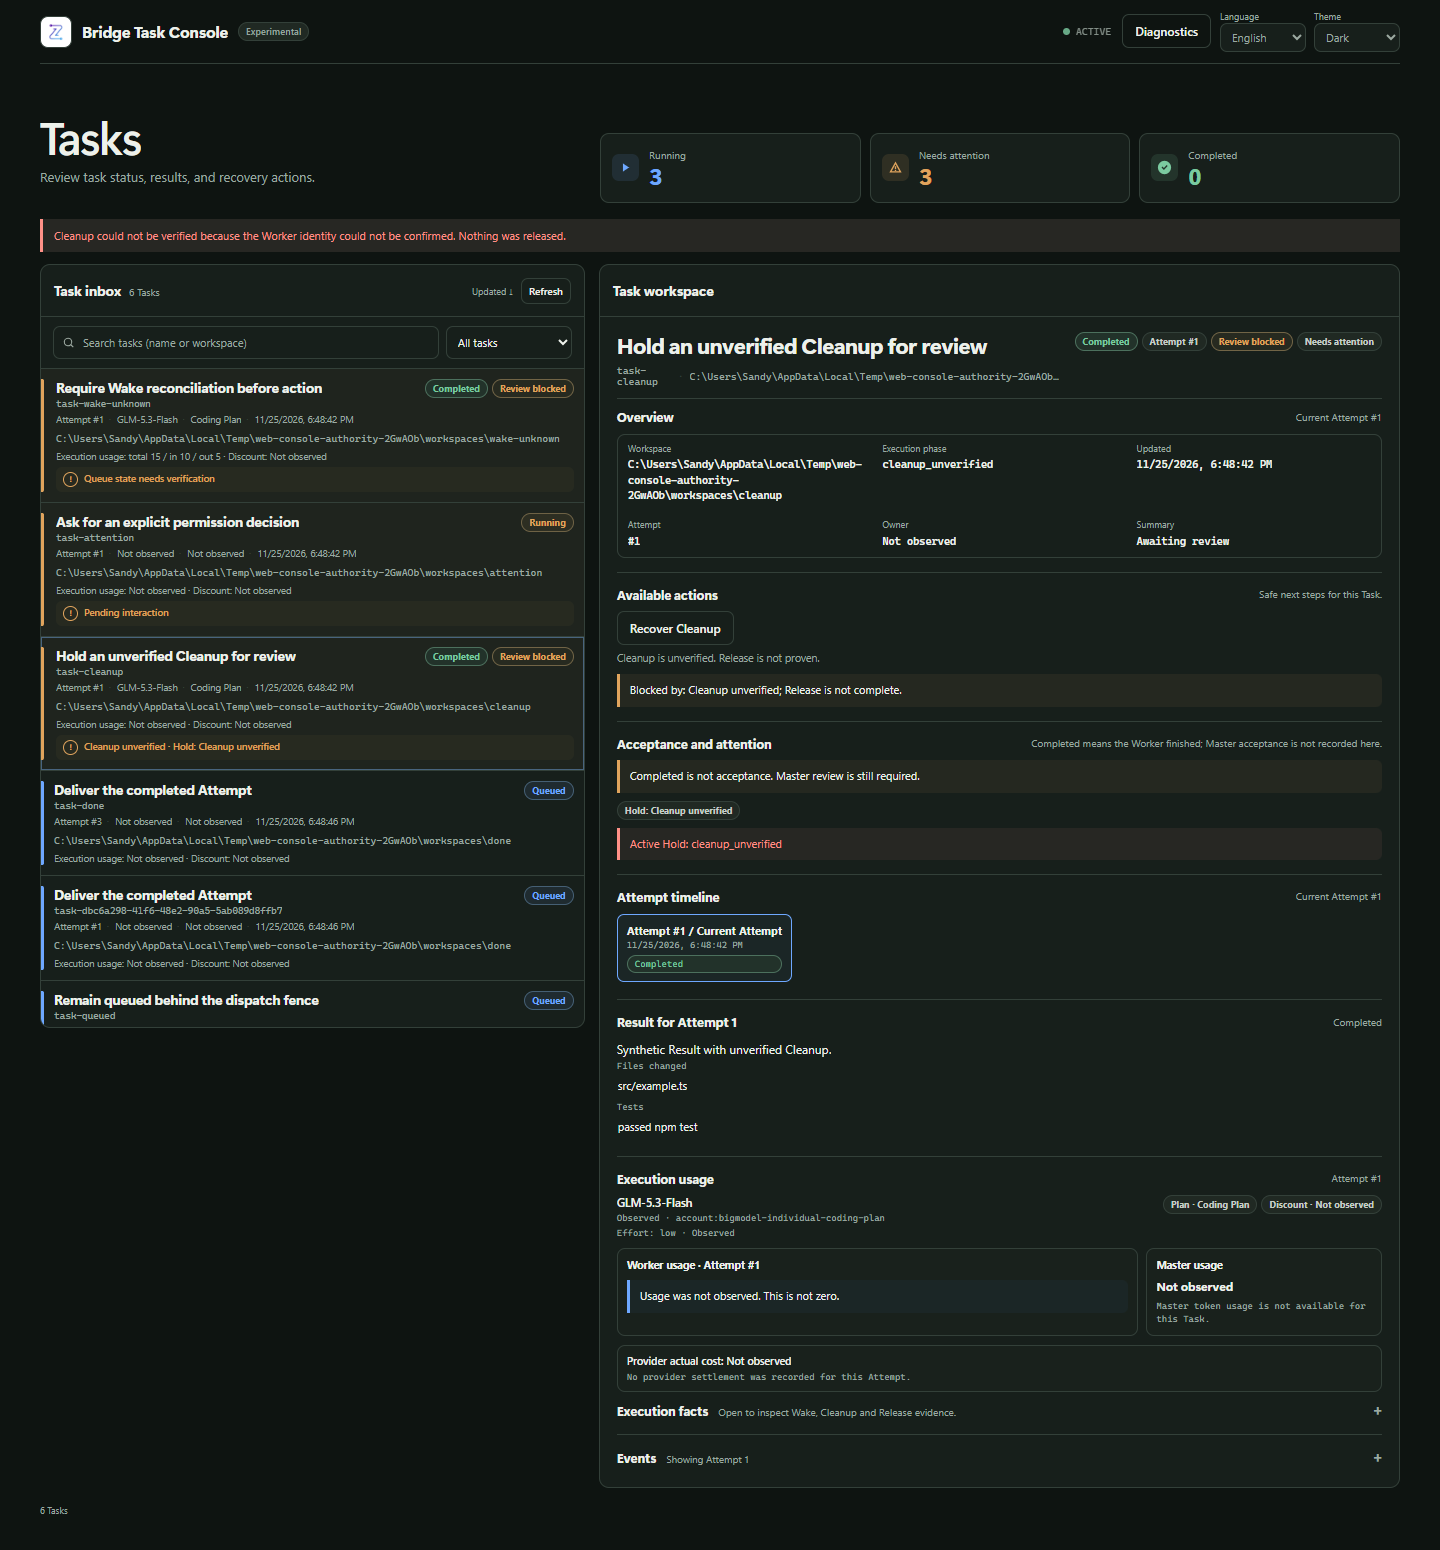 Bridge Task Console
Experimental
ACTIVE
Diagnostics
Language
English
Theme
Dark
Tasks
Review task status, results, and recovery actions.
Running
3
Needs attention
3
Completed
0
Cleanup could not be verified because the Worker identity could not be confirmed. Nothing was released.
Task inbox 6 Tasks
Updated ↓
Refresh
Search tasks (name or workspace)
All tasks
Require Wake reconciliation before action
Completed
Review blocked
task-wake-unknown
Attempt #1 · GLM-5.3-Flash · Coding Plan · 11/25/2026, 6:48:42 PM
C:\Users\Sandy\AppData\Local\Temp\web-console-authority-2GwAOb\workspaces\wake-unknown
Execution usage: total 15 / in 10 / out 5 · Discount: Not observed
Queue state needs verification
Ask for an explicit permission decision
Running
task-attention
Attempt #1 · Not observed · Not observed · 11/25/2026, 6:48:42 PM
C:\Users\Sandy\AppData\Local\Temp\web-console-authority-2GwAOb\workspaces\attention
Execution usage: Not observed · Discount: Not observed
Pending interaction
Hold an unverified Cleanup for review
Completed
Review blocked
task-cleanup
Attempt #1 · GLM-5.3-Flash · Coding Plan · 11/25/2026, 6:48:42 PM
C:\Users\Sandy\AppData\Local\Temp\web-console-authority-2GwAOb\workspaces\cleanup
Execution usage: Not observed · Discount: Not observed
Cleanup unverified · Hold: Cleanup unverified
Deliver the completed Attempt
Queued
task-done
Attempt #3 · Not observed · Not observed · 11/25/2026, 6:48:46 PM
C:\Users\Sandy\AppData\Local\Temp\web-console-authority-2GwAOb\workspaces\done
Execution usage: Not observed · Discount: Not observed
Deliver the completed Attempt
Queued
task-dbc6a298-41f6-48e2-90a5-5ab089d8ffb7
Attempt #1 · Not observed · Not observed · 11/25/2026, 6:48:46 PM
C:\Users\Sandy\AppData\Local\Temp\web-console-authority-2GwAOb\workspaces\done
Execution usage: Not observed · Discount: Not observed
Remain queued behind the dispatch fence
Queued
task-queued
Task workspace
Hold an unverified Cleanup for review
Completed
Attempt #1
Review blocked
Needs attention
task-
cleanup
· C:\Users\Sandy\AppData\Local\Temp\web-console-authority-2GwAOb…
Overview
Current Attempt #1
Workspace
C:\Users\Sandy\AppData\Local\Temp\web-
console-authority-
2GwAOb\workspaces\cleanup
Execution phase
cleanup_unverified
Updated
11/25/2026, 6:48:42 PM
Attempt
#1
Owner
Not observed
Summary
Awaiting review
Available actions
Safe next steps for this Task.
Recover Cleanup
Cleanup is unverified. Release is not proven.
Blocked by: Cleanup unverified; Release is not complete.
Acceptance and attention
Completed means the Worker finished; Master acceptance is not recorded here.
Completed is not acceptance. Master review is still required.
Hold: Cleanup unverified
Active Hold: cleanup_unverified
Attempt timeline
Current Attempt #1
Attempt #1 / Current Attempt
11/25/2026, 6:48:42 PM
Completed
Result for Attempt 1
Completed
Synthetic Result with unverified Cleanup.
Files changed
src/example.ts
Tests
passed npm test
Execution usage
Attempt #1
GLM-5.3-Flash
Plan · Coding Plan
Discount · Not observed
Observed · account:bigmodel-individual-coding-plan
Effort: low · Observed
Worker usage · Attempt #1
Usage was not observed. This is not zero.
Master usage
Not observed
Master token usage is not available for
this Task.
Provider actual cost: Not observed
No provider settlement was recorded for this Attempt.
Execution facts Open to inspect Wake, Cleanup and Release evidence.
+
Events Showing Attempt 1
+
6 Tasks